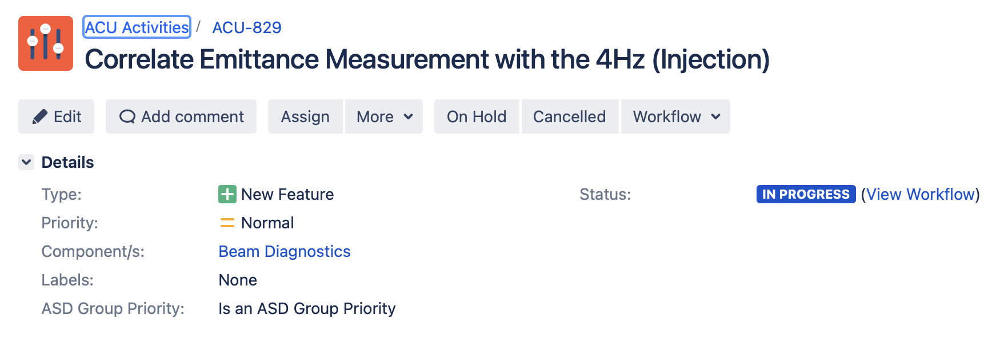 ACU Activities / ACU-829
Correlate Emittance Measurement with the 4Hz (Injection)
Edit Add comment Assign More On Hold Cancelled Workflow
Details
Type: New Feature Status: IN PROGRESS (View Workflow)
Priority: Normal
Component/s: Beam Diagnostics
Labels: None
ASD Group Priority: Is an ASD Group Priority